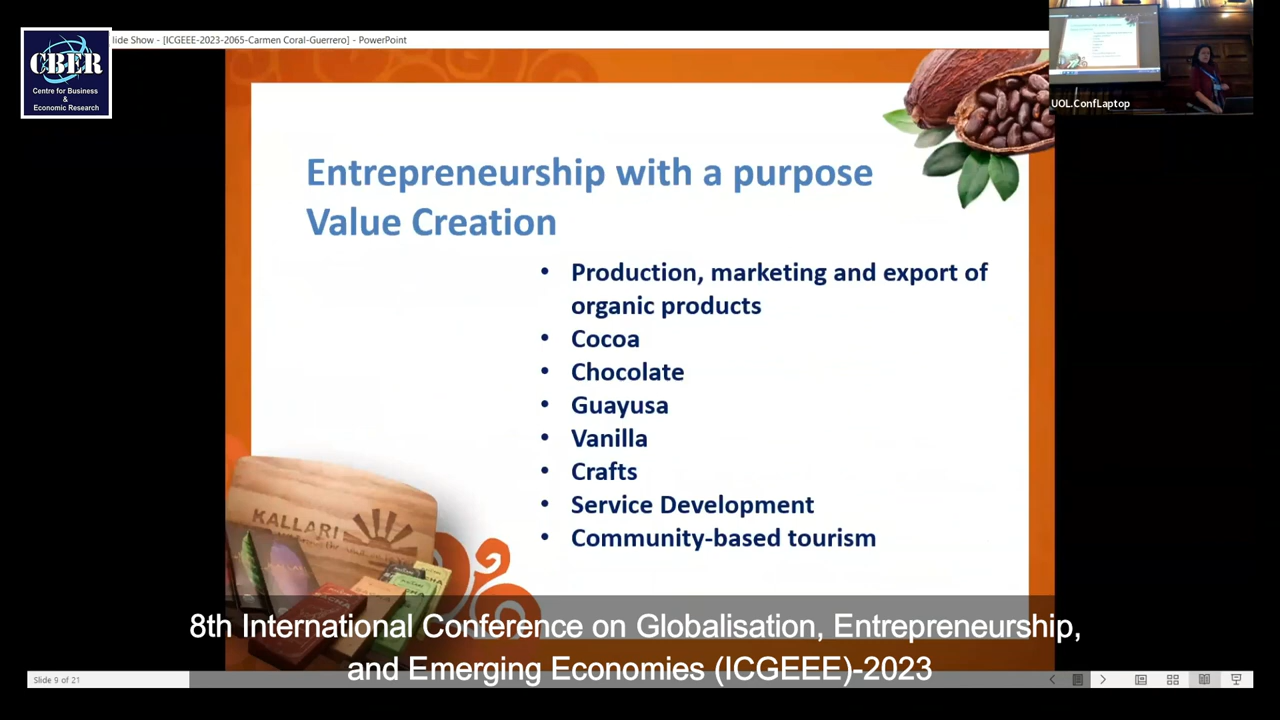 lide Show - [ICGEEE-2023-2065-Carmen Coral-Guerrero] - PowerPoint
CBER
Centre for Business
&
Economic Research
UOL.ConfLaptop
Entrepreneurship with a purpose
Value Creation
• Production, marketing and export of
organic products
• Cocoa
• Chocolate
• Guayusa
• Vanilla
• Crafts
• Service Development
• Community-based tourism
KALLARI
8th International Conference on Globalisation, Entrepreneurship,
and Emerging Economies (ICGEEE)-2023
Slide 9 of 21